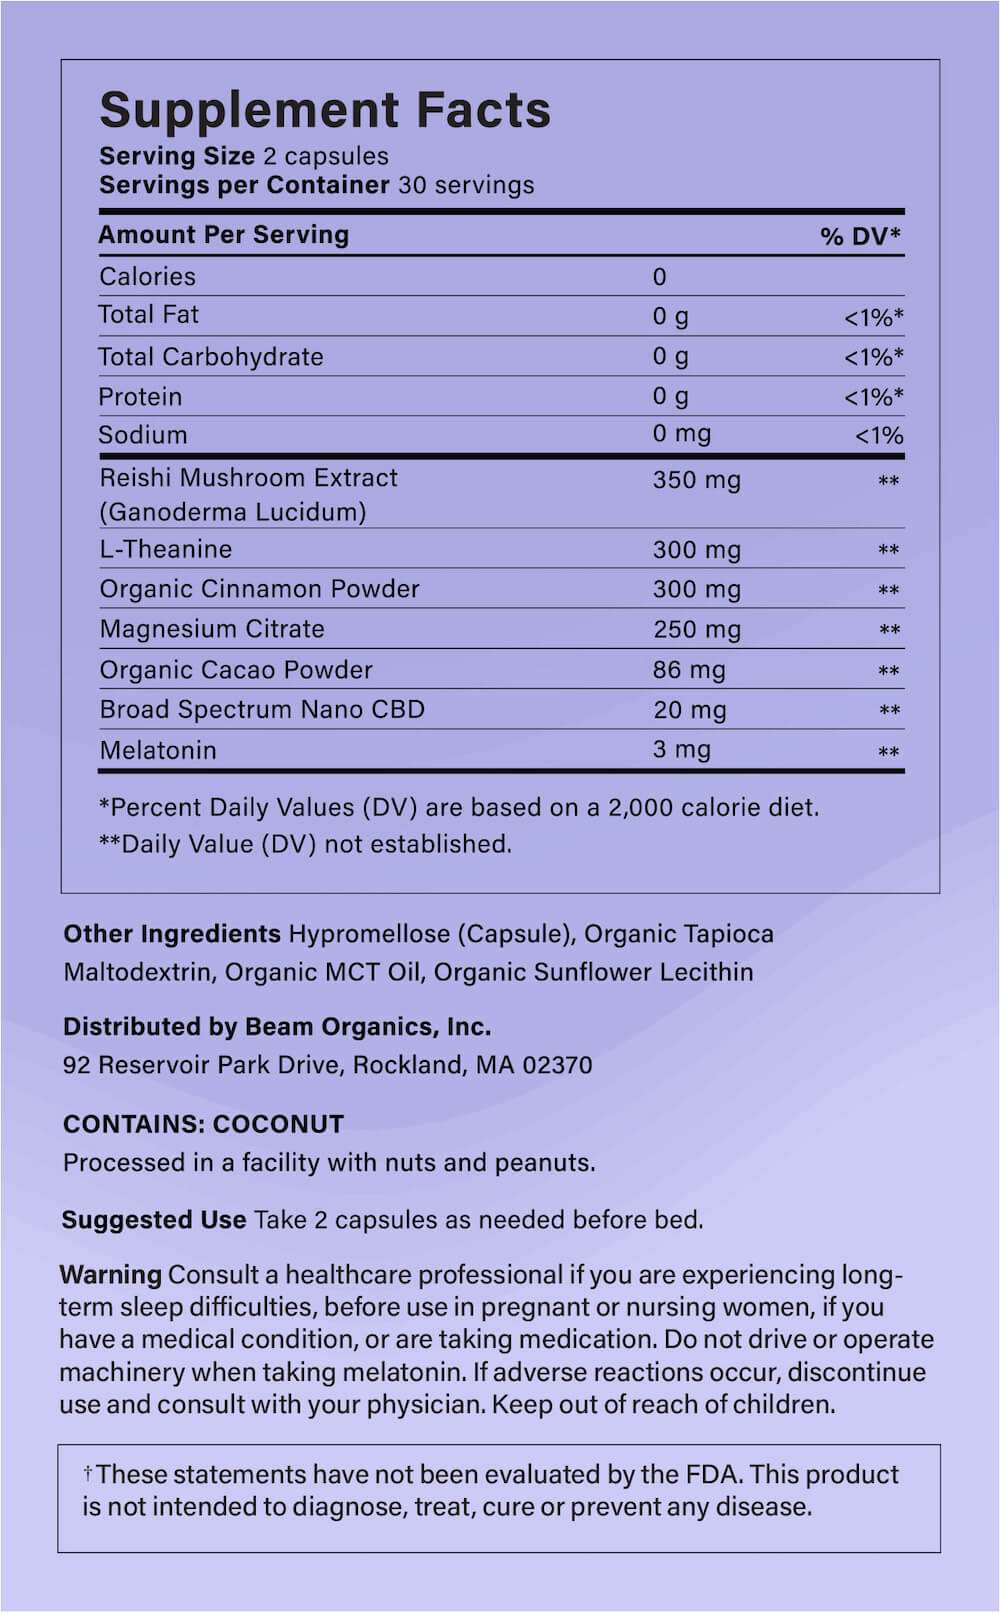 Supplement Facts
Serving Size 2 capsules
Servings per Container 30 servings
Amount Per Serving % DV*
Calories 0
Total Fat 0 g <1%*
Total Carbohydrate 0 g <1%*
Protein 0 g <1%*
Sodium 0 mg <1%
Reishi Mushroom Extract 350 mg **
(Ganoderma Lucidum)
L-Theanine 300 mg **
Organic Cinnamon Powder 300 mg **
Magnesium Citrate 250 mg **
Organic Cacao Powder 86 mg **
Broad Spectrum Nano CBD 20 mg **
Melatonin 3 mg **
*Percent Daily Values (DV) are based on a 2,000 calorie diet.
**Daily Value (DV) not established.
Other Ingredients Hypromellose (Capsule), Organic Tapioca
Maltodextrin, Organic MCT Oil, Organic Sunflower Lecithin
Distributed by Beam Organics, Inc.
92 Reservoir Park Drive, Rockland, MA 02370
CONTAINS: COCONUT
Processed in a facility with nuts and peanuts.
Suggested Use Take 2 capsules as needed before bed.
Warning Consult a healthcare professional if you are experiencing long-
term sleep difficulties, before use in pregnant or nursing women, if you
have a medical condition, or are taking medication. Do not drive or operate
machinery when taking melatonin. If adverse reactions occur, discontinue
use and consult with your physician. Keep out of reach of children.
†These statements have not been evaluated by the FDA. This product
is not intended to diagnose, treat, cure or prevent any disease.